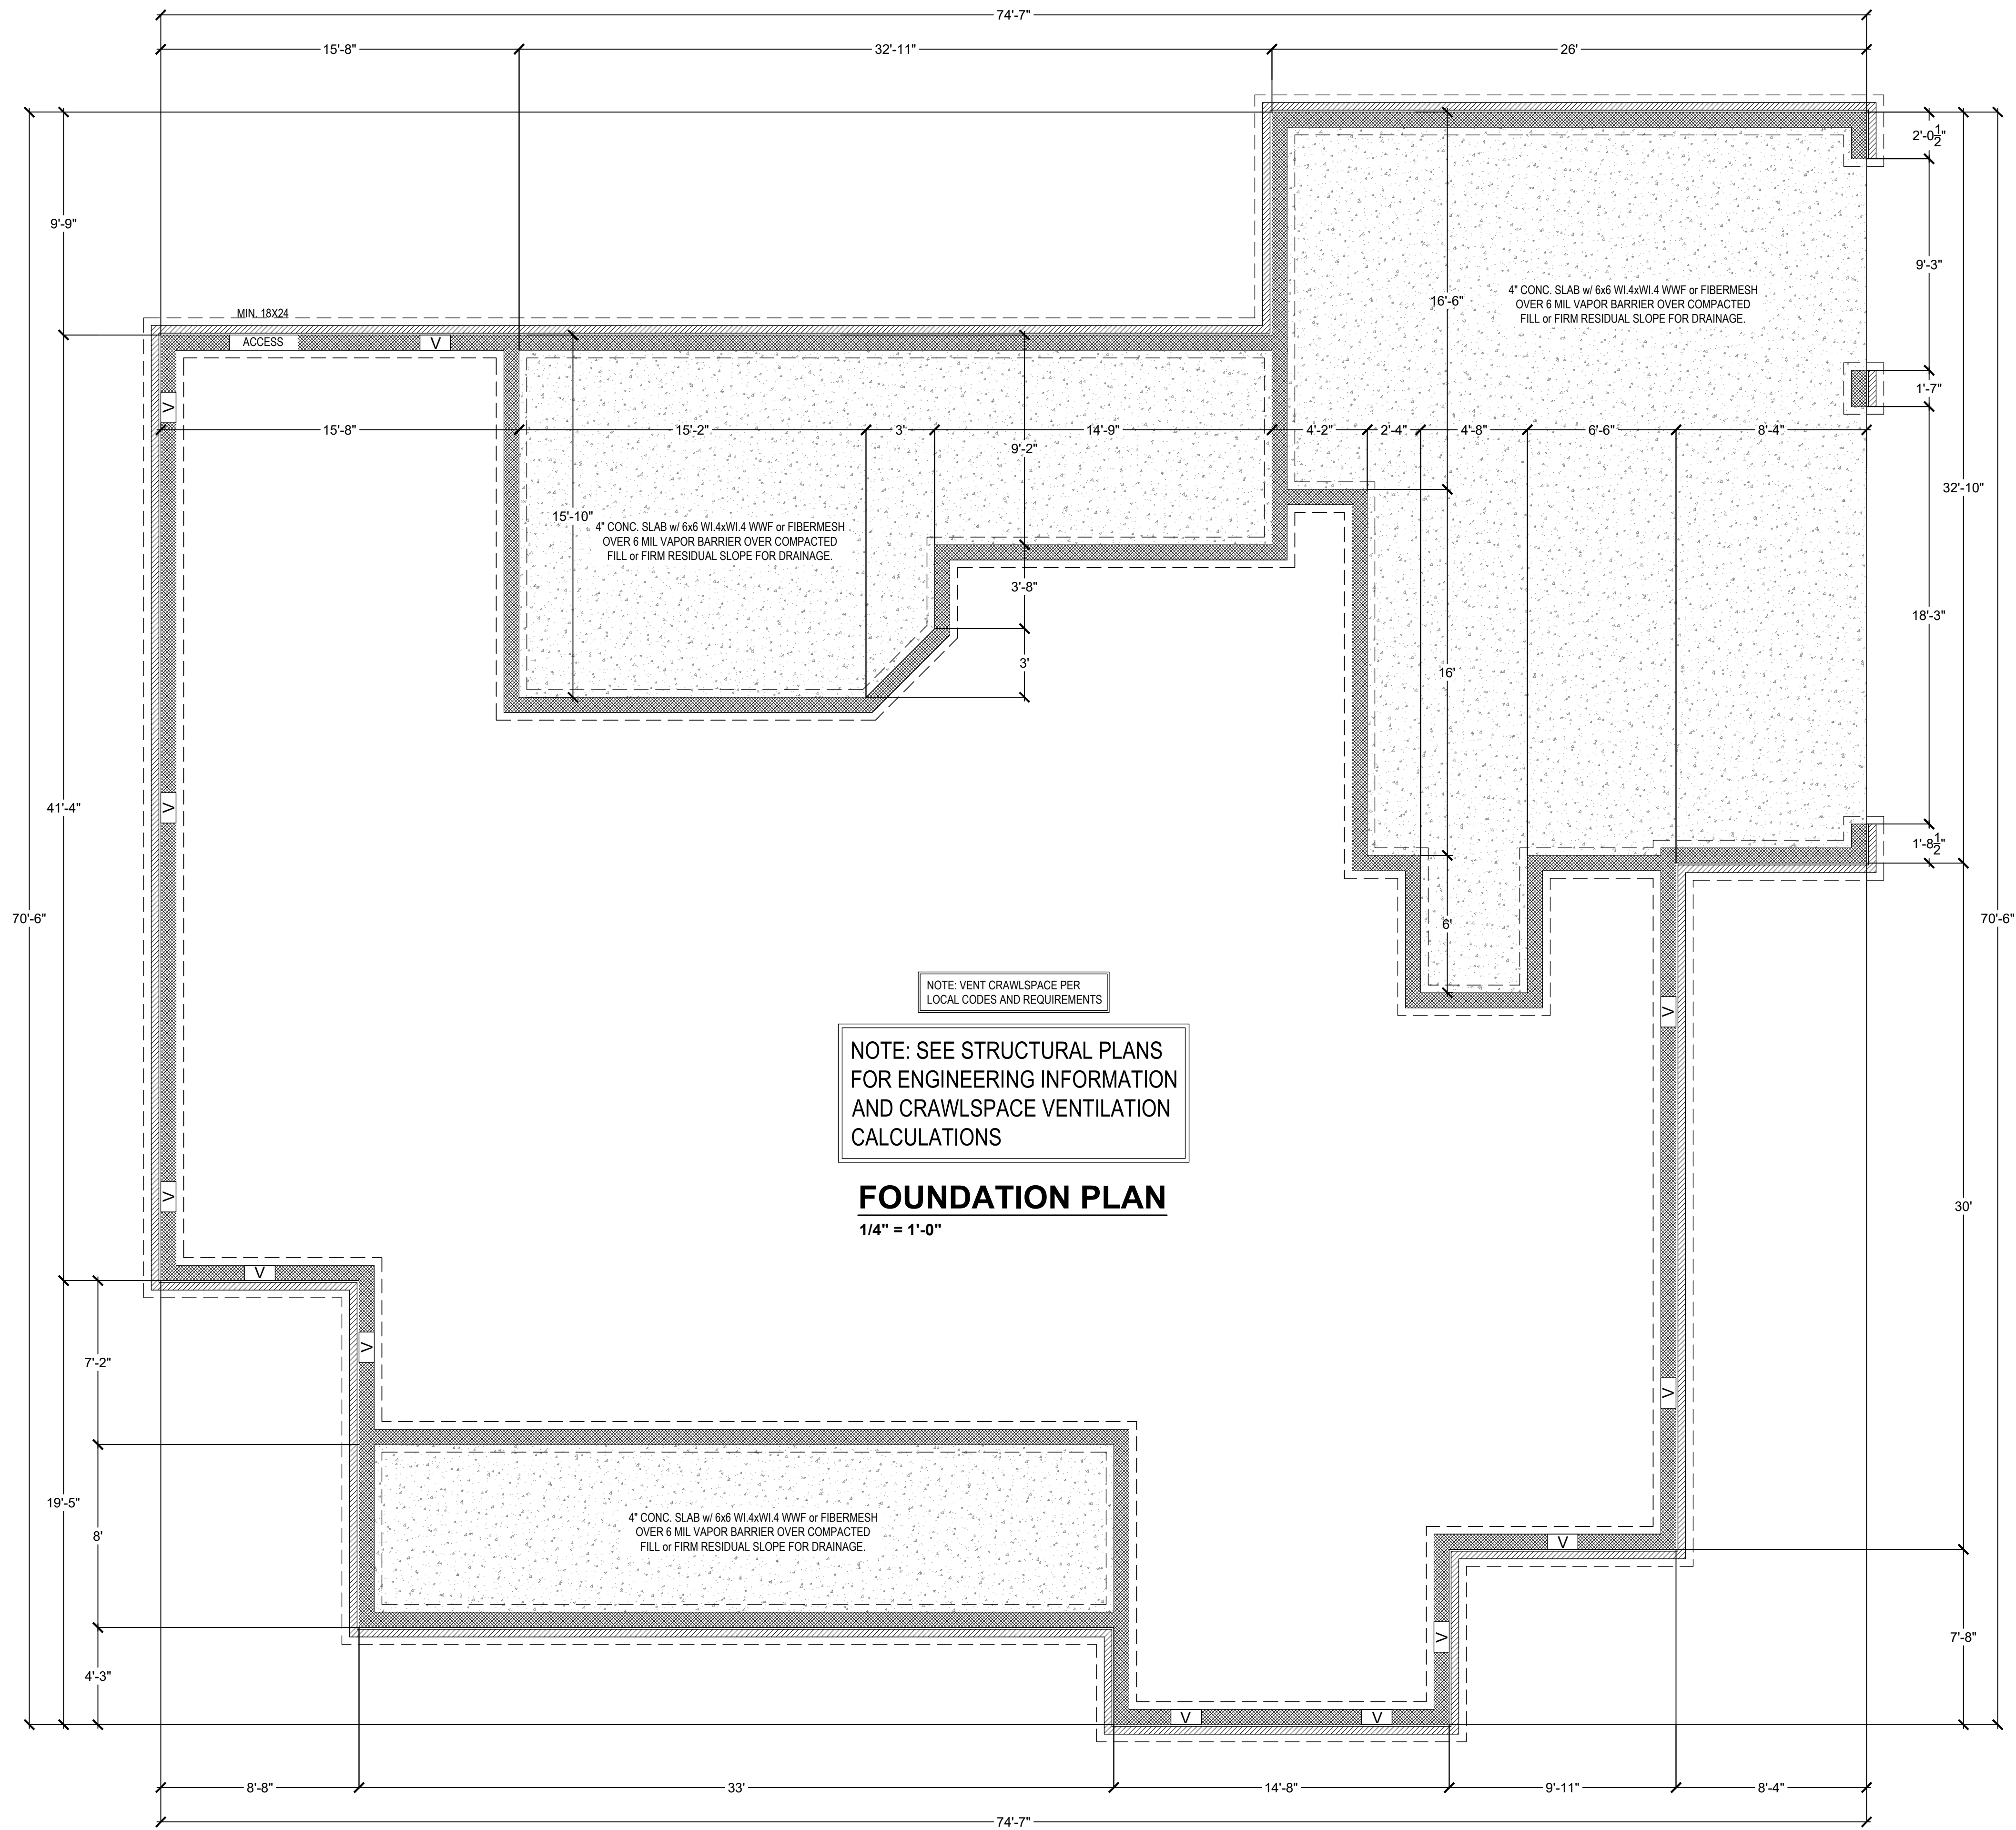 74'-7"
15'-8" 32'-11" 26'
2'-0 1/2"
9'-9"
9'-3"
4" CONC. SLAB w/ 6x6 WI.4xWI.4 WWF or FIBERMESH
OVER 6 MIL VAPOR BARRIER OVER COMPACTED
FILL or FIRM RESIDUAL SLOPE FOR DRAINAGE.
16'-6"
MIN. 18X24
ACCESS
V
1'-7"
V
15'-8" 15'-2" 3' 14'-9" 4'-2" 2'-4" 4'-8" 6'-6" 8'-4"
9'-2"
32'-10"
15'-10"
4" CONC. SLAB w/ 6x6 WI.4xWI.4 WWF or FIBERMESH
OVER 6 MIL VAPOR BARRIER OVER COMPACTED
FILL or FIRM RESIDUAL SLOPE FOR DRAINAGE.
3'-8"
18'-3"
3'
16'
41'-4"
V
1'-8 1/2"
70'-6"
6'
70'-6"
NOTE: VENT CRAWLSPACE PER
LOCAL CODES AND REQUIREMENTS
V
NOTE: SEE STRUCTURAL PLANS
FOR ENGINEERING INFORMATION
AND CRAWLSPACE VENTILATION
CALCULATIONS
V
FOUNDATION PLAN
30'
1/4" = 1'-0"
V
V
7'-2"
V
19'-5"
4" CONC. SLAB w/ 6x6 WI.4xWI.4 WWF or FIBERMESH
OVER 6 MIL VAPOR BARRIER OVER COMPACTED
FILL or FIRM RESIDUAL SLOPE FOR DRAINAGE.
8'
V
V
7'-8"
4'-3"
V V
8'-8" 33' 14'-8" 9'-11" 8'-4"
74'-7"